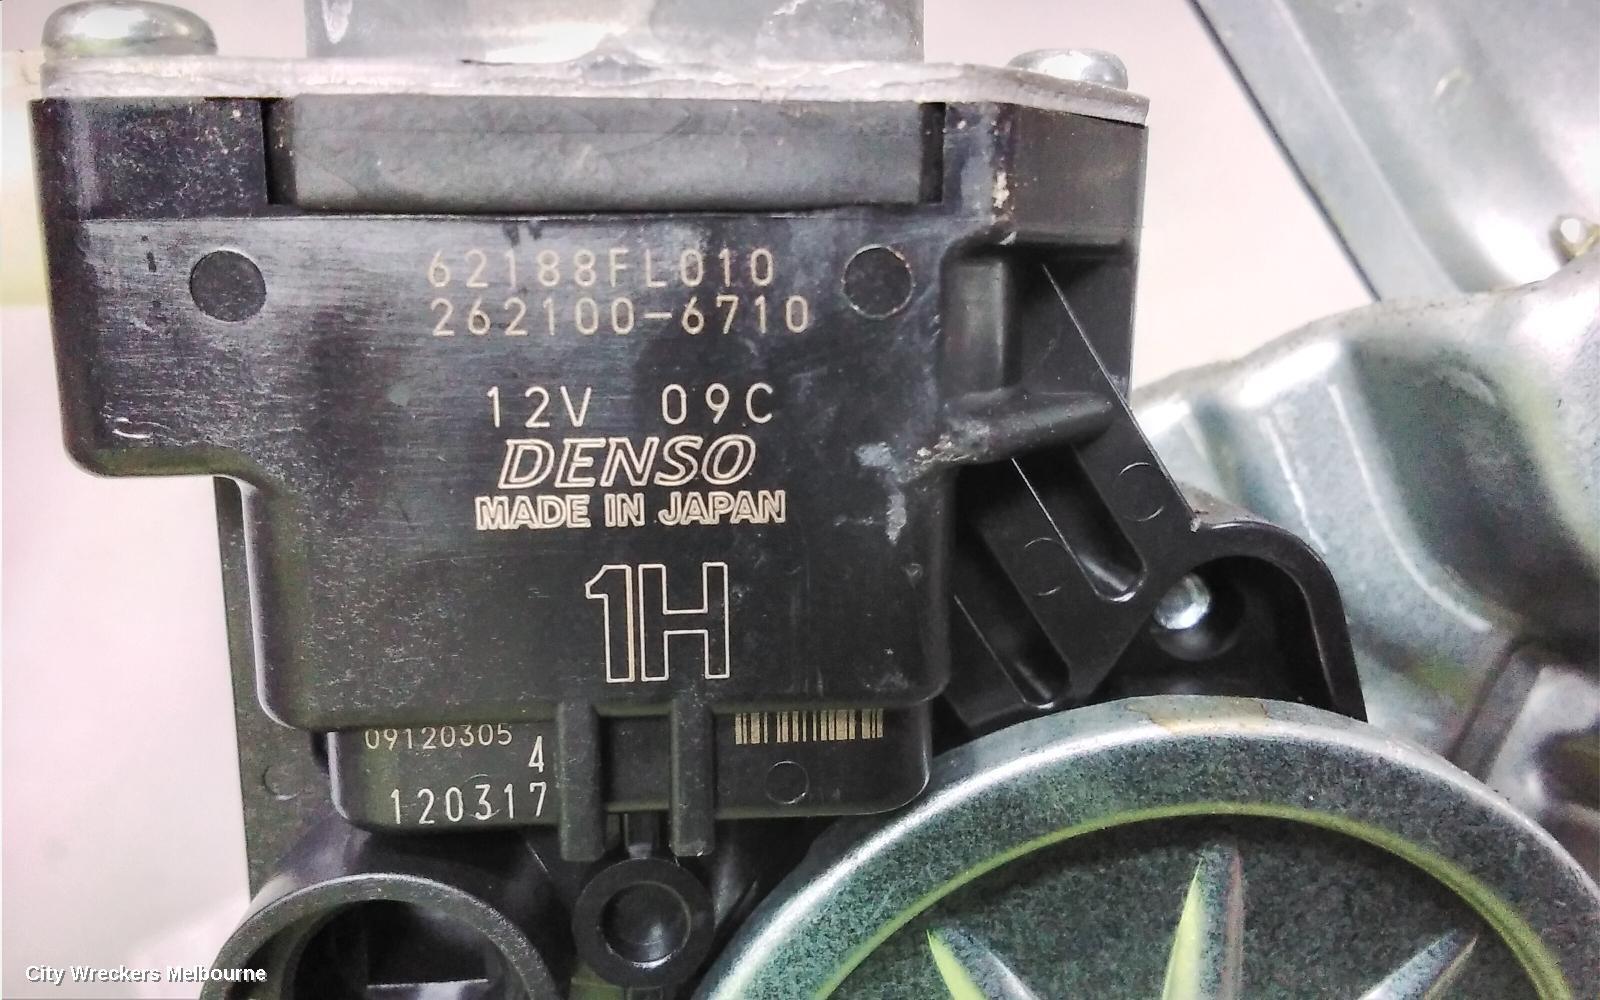 62188FL010
262100-6710
12V 09C
DENSO
MADE IN JAPAN
1H
09120305
4
120317
City Wreckers Melbourne